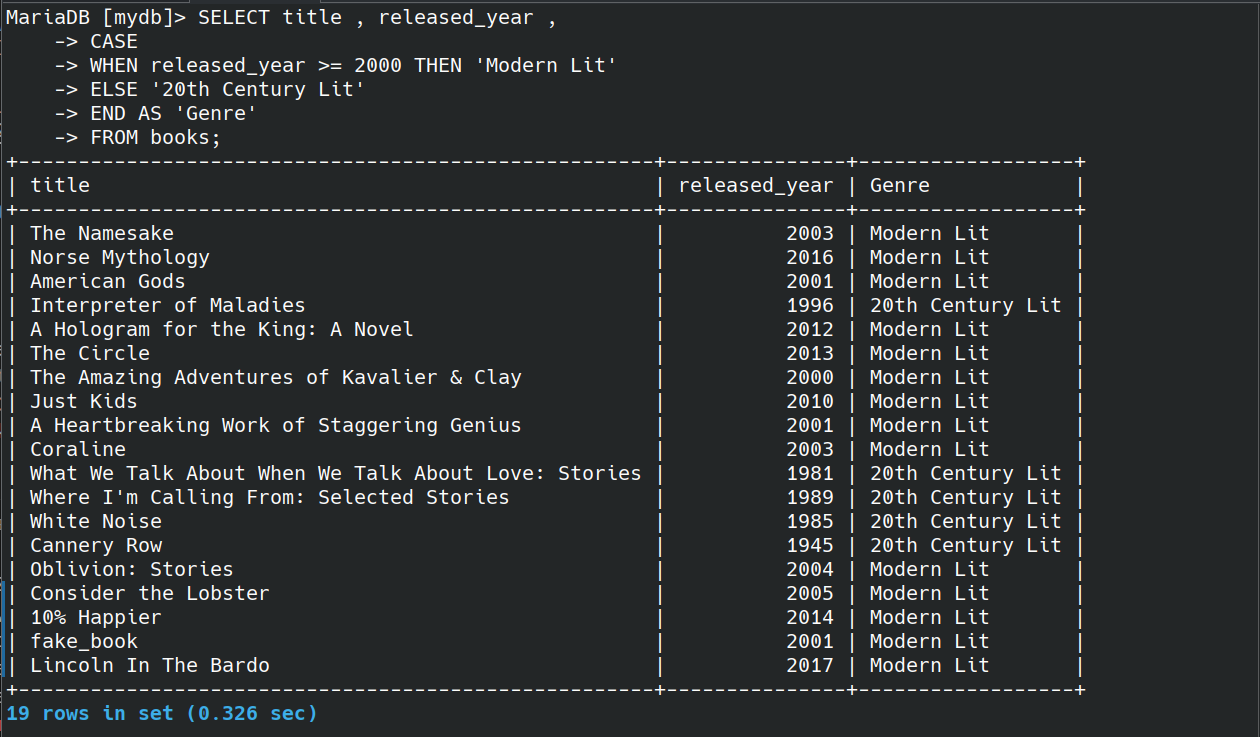 MariaDB [mydb]> SELECT title , released_year ,
    -> CASE
    -> WHEN released_year >= 2000 THEN 'Modern Lit'
    -> ELSE '20th Century Lit'
    -> END AS 'Genre'
    -> FROM books;
+-----------------------------------------------------+---------------+------------------+
| title                                               | released_year | Genre            |
+-----------------------------------------------------+---------------+------------------+
| The Namesake                                        |          2003 | Modern Lit       |
| Norse Mythology                                     |          2016 | Modern Lit       |
| American Gods                                       |          2001 | Modern Lit       |
| Interpreter of Maladies                             |          1996 | 20th Century Lit |
| A Hologram for the King: A Novel                    |          2012 | Modern Lit       |
| The Circle                                          |          2013 | Modern Lit       |
| The Amazing Adventures of Kavalier & Clay           |          2000 | Modern Lit       |
| Just Kids                                           |          2010 | Modern Lit       |
| A Heartbreaking Work of Staggering Genius           |          2001 | Modern Lit       |
| Coraline                                            |          2003 | Modern Lit       |
| What We Talk About When We Talk About Love: Stories |          1981 | 20th Century Lit |
| Where I'm Calling From: Selected Stories            |          1989 | 20th Century Lit |
| White Noise                                         |          1985 | 20th Century Lit |
| Cannery Row                                         |          1945 | 20th Century Lit |
| Oblivion: Stories                                   |          2004 | Modern Lit       |
| Consider the Lobster                                |          2005 | Modern Lit       |
| 10% Happier                                         |          2014 | Modern Lit       |
| fake_book                                           |          2001 | Modern Lit       |
| Lincoln In The Bardo                                |          2017 | Modern Lit       |
+-----------------------------------------------------+---------------+------------------+
19 rows in set (0.326 sec)